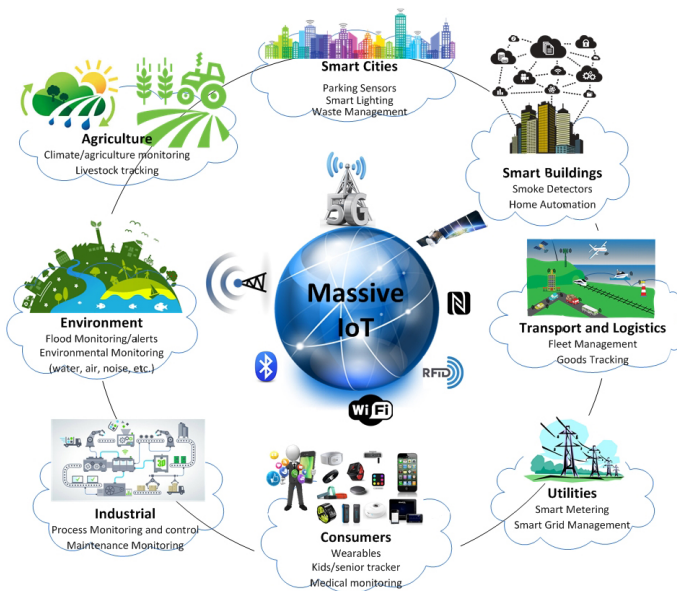 Smart Cities
Parking Sensors
Smart Lighting
Waste Management
Agriculture
Climate/agriculture monitoring
Livestock tracking
Smart Buildings
Smoke Detectors
Home Automation
5G
Massive
IoT
Environment
Flood Monitoring/alerts
Environmental Monitoring
(water, air, noise, etc.)
Transport and Logistics
Fleet Management
Goods Tracking
RFID
WiFi
Industrial
Process Monitoring and control
Maintenance Monitoring
Utilities
Smart Metering
Smart Grid Management
Consumers
Wearables
Kids/senior tracker
Medical monitoring